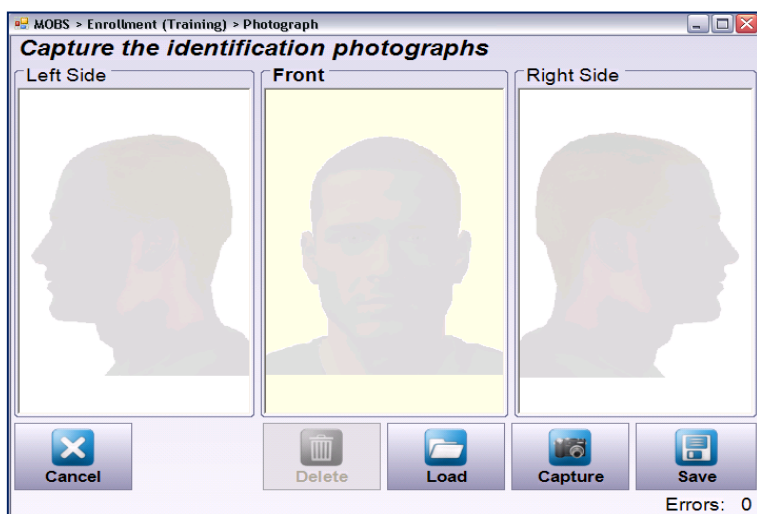 MOBS > Enrollment (Training) > Photograph
Capture the identification photographs
Left Side
Front
Right Side
Cancel
Delete
Load
Capture
Save
Errors: 0